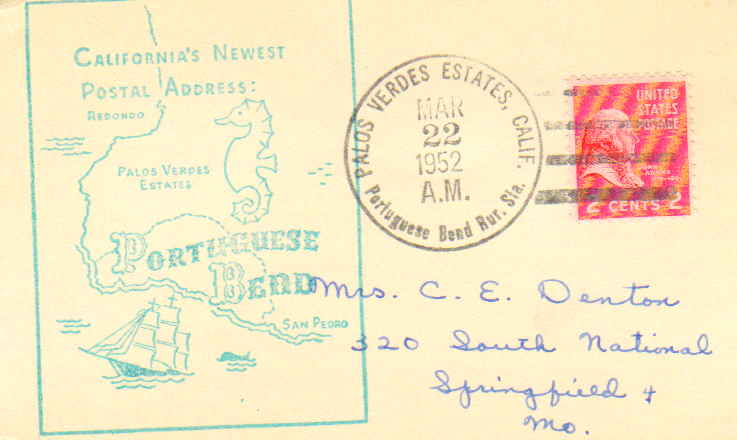 CALIFORNIA'S NEWEST
POSTAL ADDRESS:
REDONDO
PALOS VERDES
ESTATES
PORTUGUESE
BEND
SAN PEDRO
PALOS VERDES ESTATES, CALIF.
MAR
22
1952
A.M.
Portuguese Bend Rur. Sta.
UNITED
STATES
POSTAGE
2 CENTS 2
Mrs. C. E. Denton
320 South National
Springfield 4
Mo.